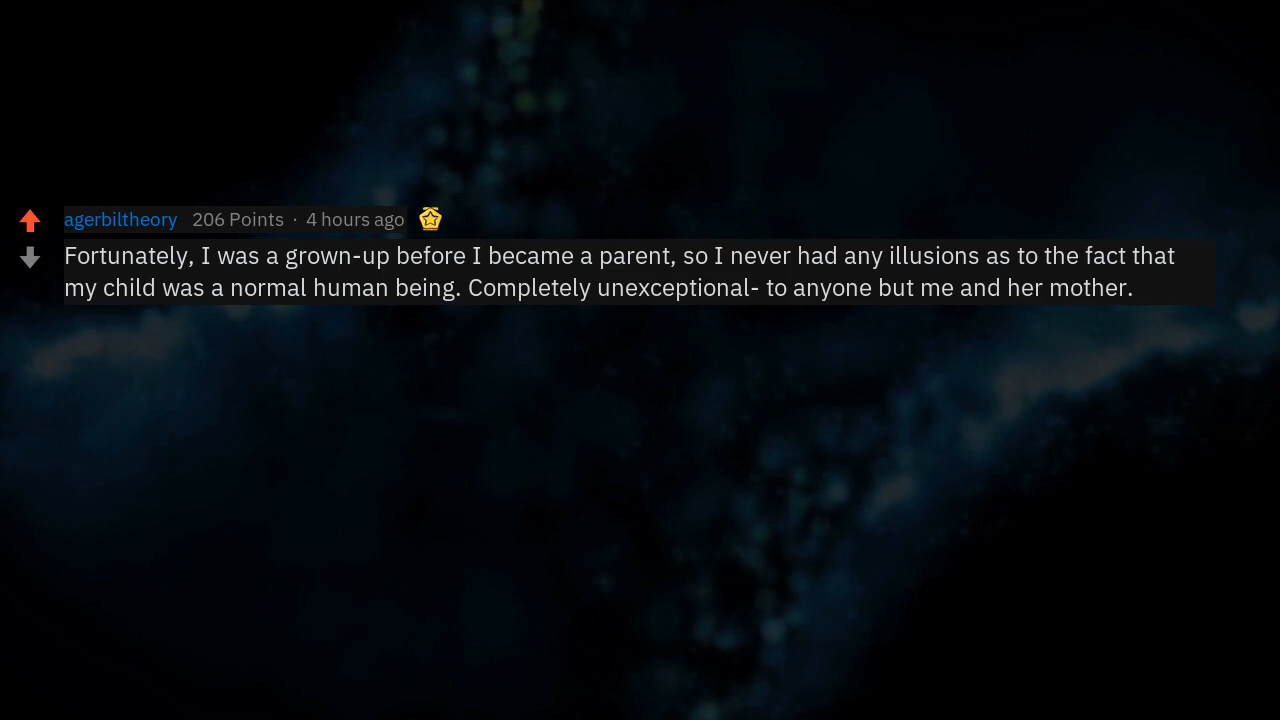 agerbiltheory 206 Points · 4 hours ago
Fortunately, I was a grown-up before I became a parent, so I never had any illusions as to the fact that
my child was a normal human being. Completely unexceptional- to anyone but me and her mother.